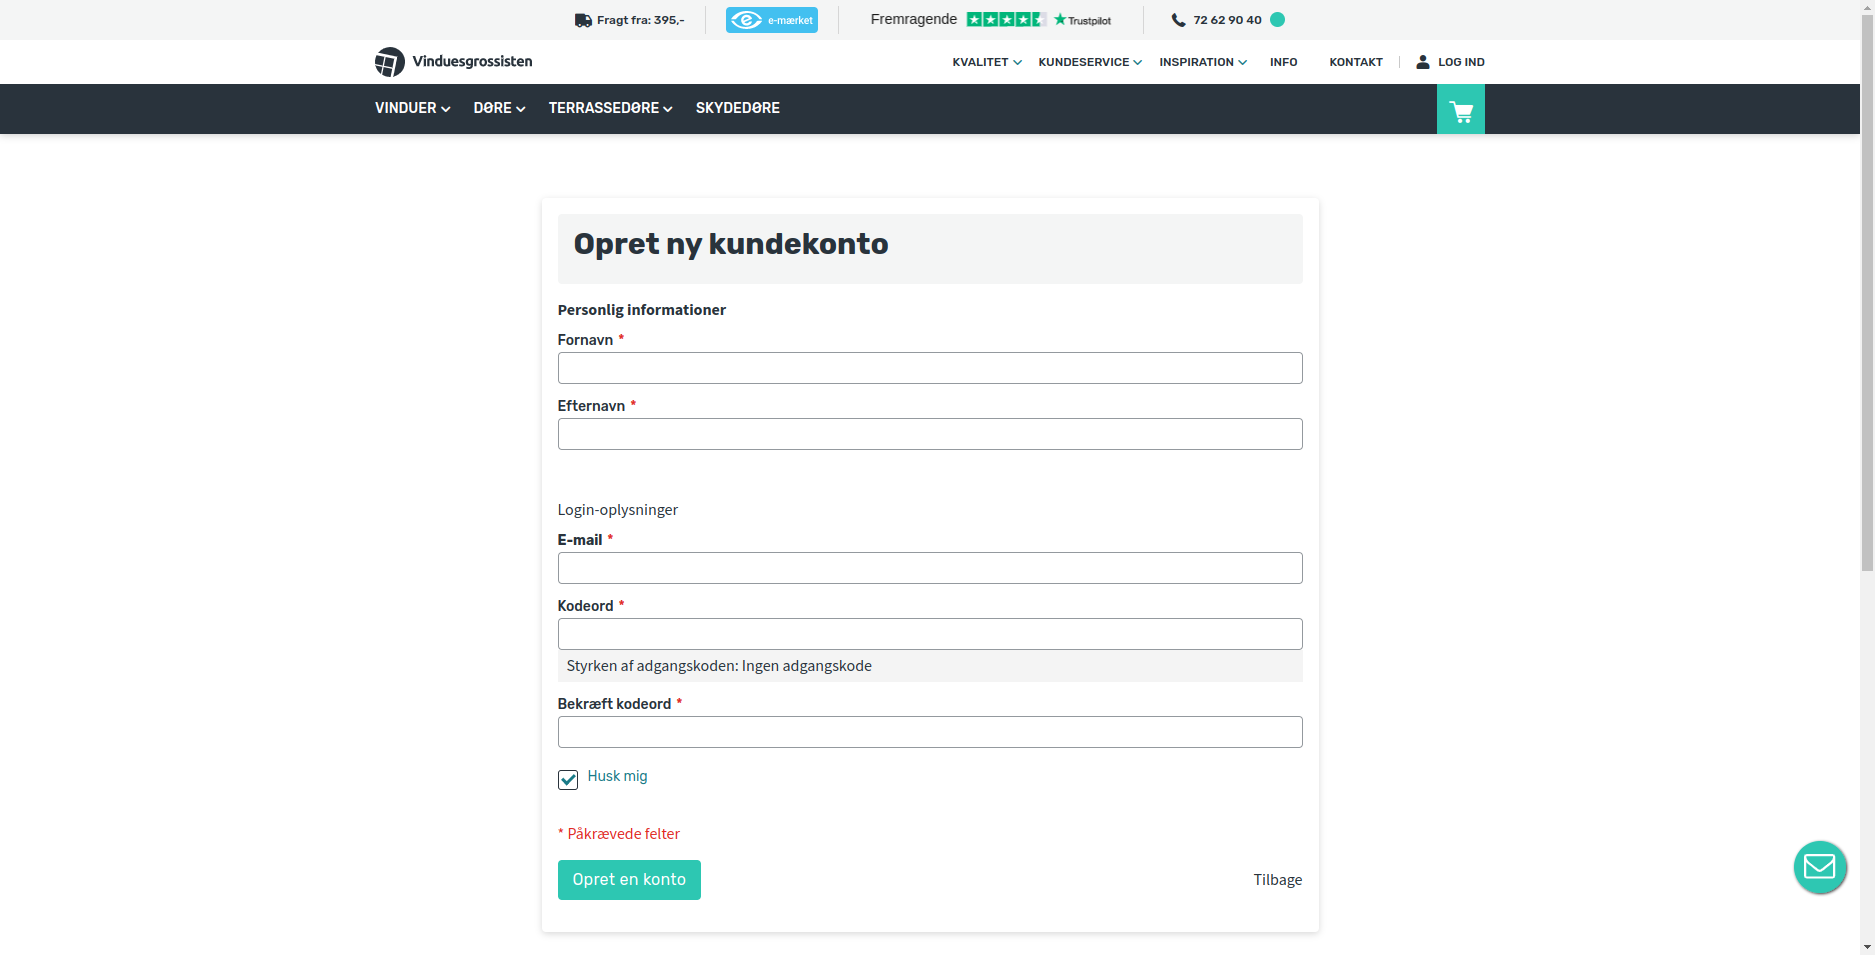 Fragt fra: 395,-
e-mærket
Fremragende
Trustpilot
72 62 90 40
Vinduesgrossisten
KVALITET
KUNDESERVICE
INSPIRATION
INFO
KONTAKT
LOG IND
VINDUER
DØRE
TERRASSEDØRE
SKYDEDØRE
Opret ny kundekonto
Personlig informationer
Fornavn *
Efternavn *
Login-oplysninger
E-mail *
Kodeord *
Styrken af adgangskoden: Ingen adgangskode
Bekræft kodeord *
Husk mig
* Påkrævede felter
Opret en konto
Tilbage